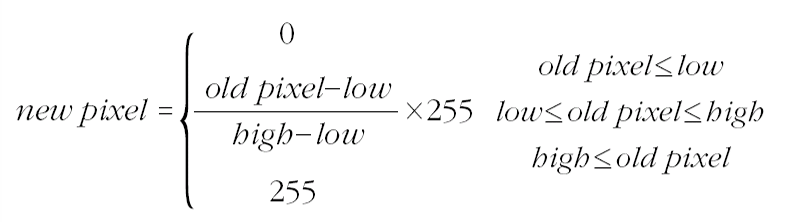 0
old pixel≤low
old pixel−low
new pixel = ×255 low≤old pixel≤high
high−low
high≤old pixel
255